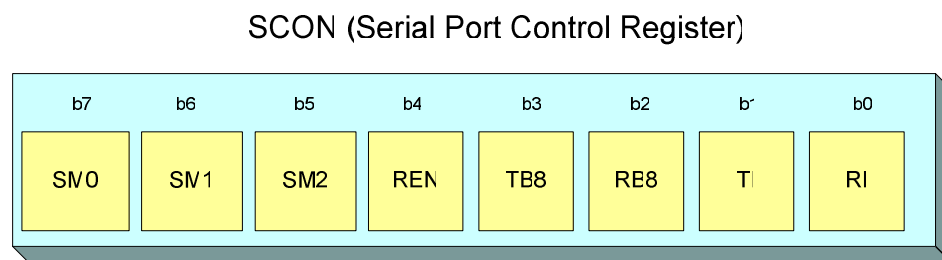 SCON (Serial Port Control Register)
b7 b6 b5 b4 b3 b2 b1 b0
SM0 SM1 SM2 REN TB8 RB8 TI RI